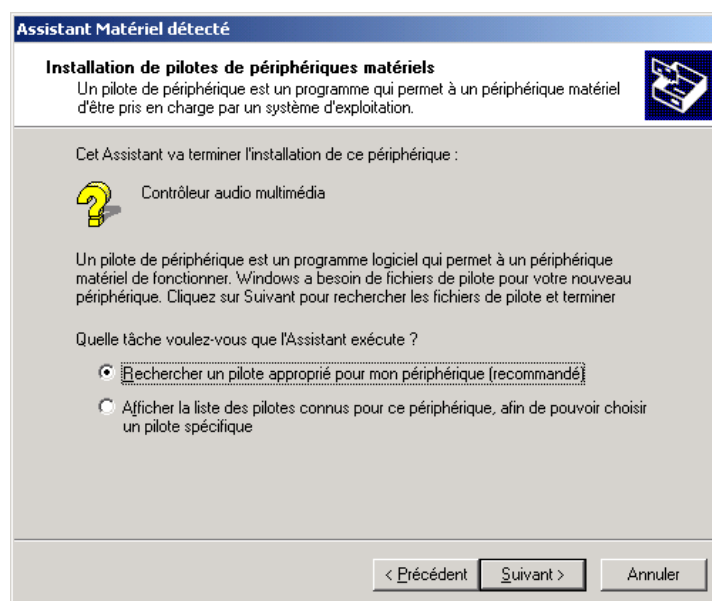 Assistant Matériel détecté
Installation de pilotes de périphériques matériels
Un pilote de périphérique est un programme qui permet à un périphérique matériel
d'être pris en charge par un système d'exploitation.
Cet Assistant va terminer l'installation de ce périphérique :
Contrôleur audio multimédia
Un pilote de périphérique est un programme logiciel qui permet à un périphérique
matériel de fonctionner. Windows a besoin de fichiers de pilote pour votre nouveau
périphérique. Cliquez sur Suivant pour rechercher les fichiers de pilote et terminer
Quelle tâche voulez-vous que l'Assistant exécute ?
Rechercher un pilote approprié pour mon périphérique (recommandé)
Afficher la liste des pilotes connus pour ce périphérique, afin de pouvoir choisir
un pilote spécifique
< Précédent Suivant > Annuler